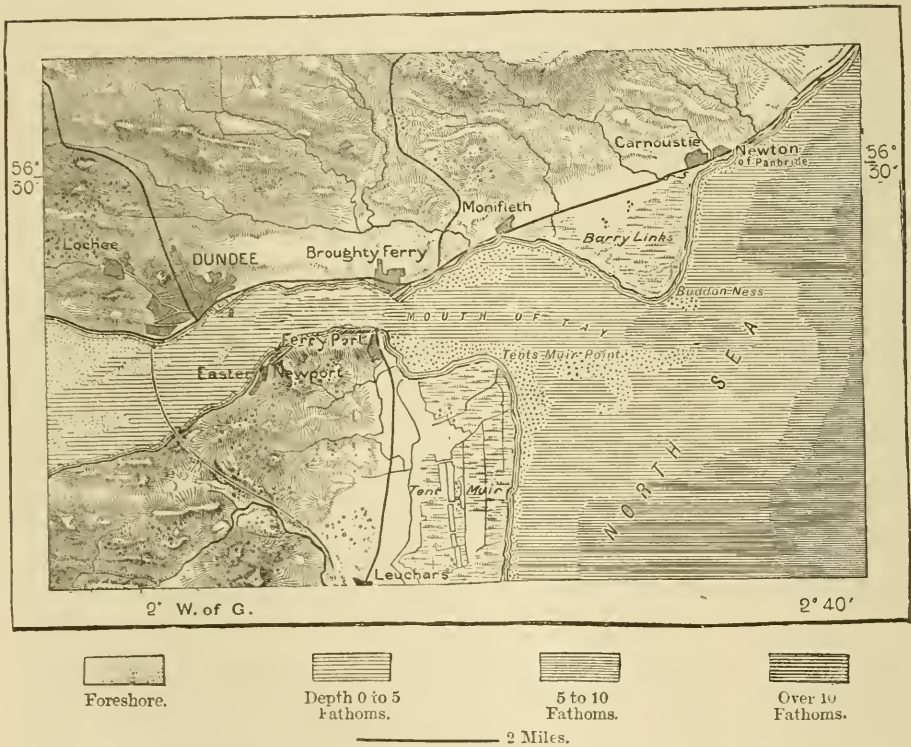 Carnoustie
Newton
of Panbride
56°
30'
56°
30'
Monifieth
Lochee
DUNDEE
Broughty Ferry
Barry Links
Buddon Ness
MOUTH OF TAY
Ferry Port
Tents Muir Point
Easter Newport
NORTH SEA
Tent Muir
Leuchars
2° W. of G.
2° 40'
Foreshore.
Depth 0 to 5
Fathoms.
5 to 10
Fathoms.
Over 10
Fathoms.
2 Miles.